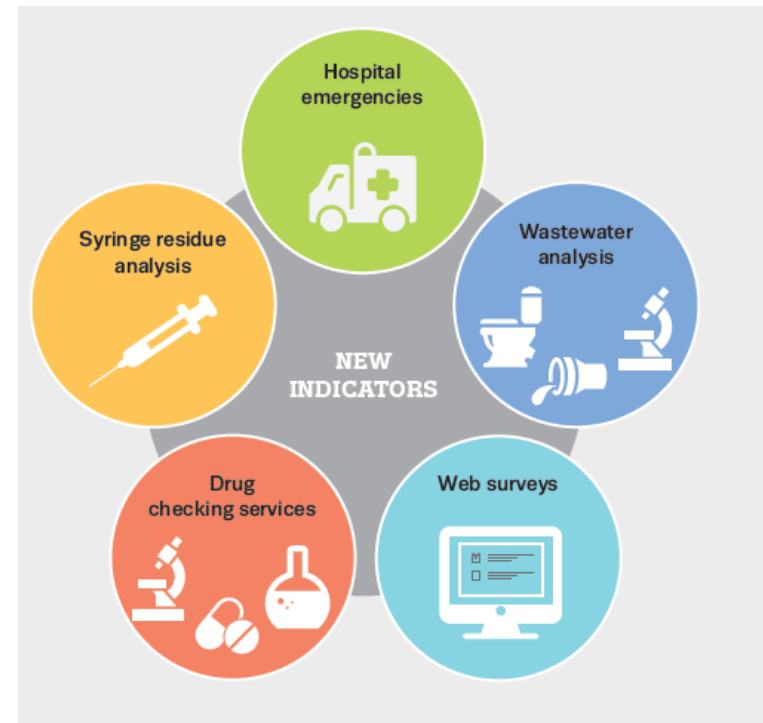 Hospital
emergencies
Syringe residue
analysis
Wastewater
analysis
NEW
INDICATORS
Drug
checking services
Web surveys